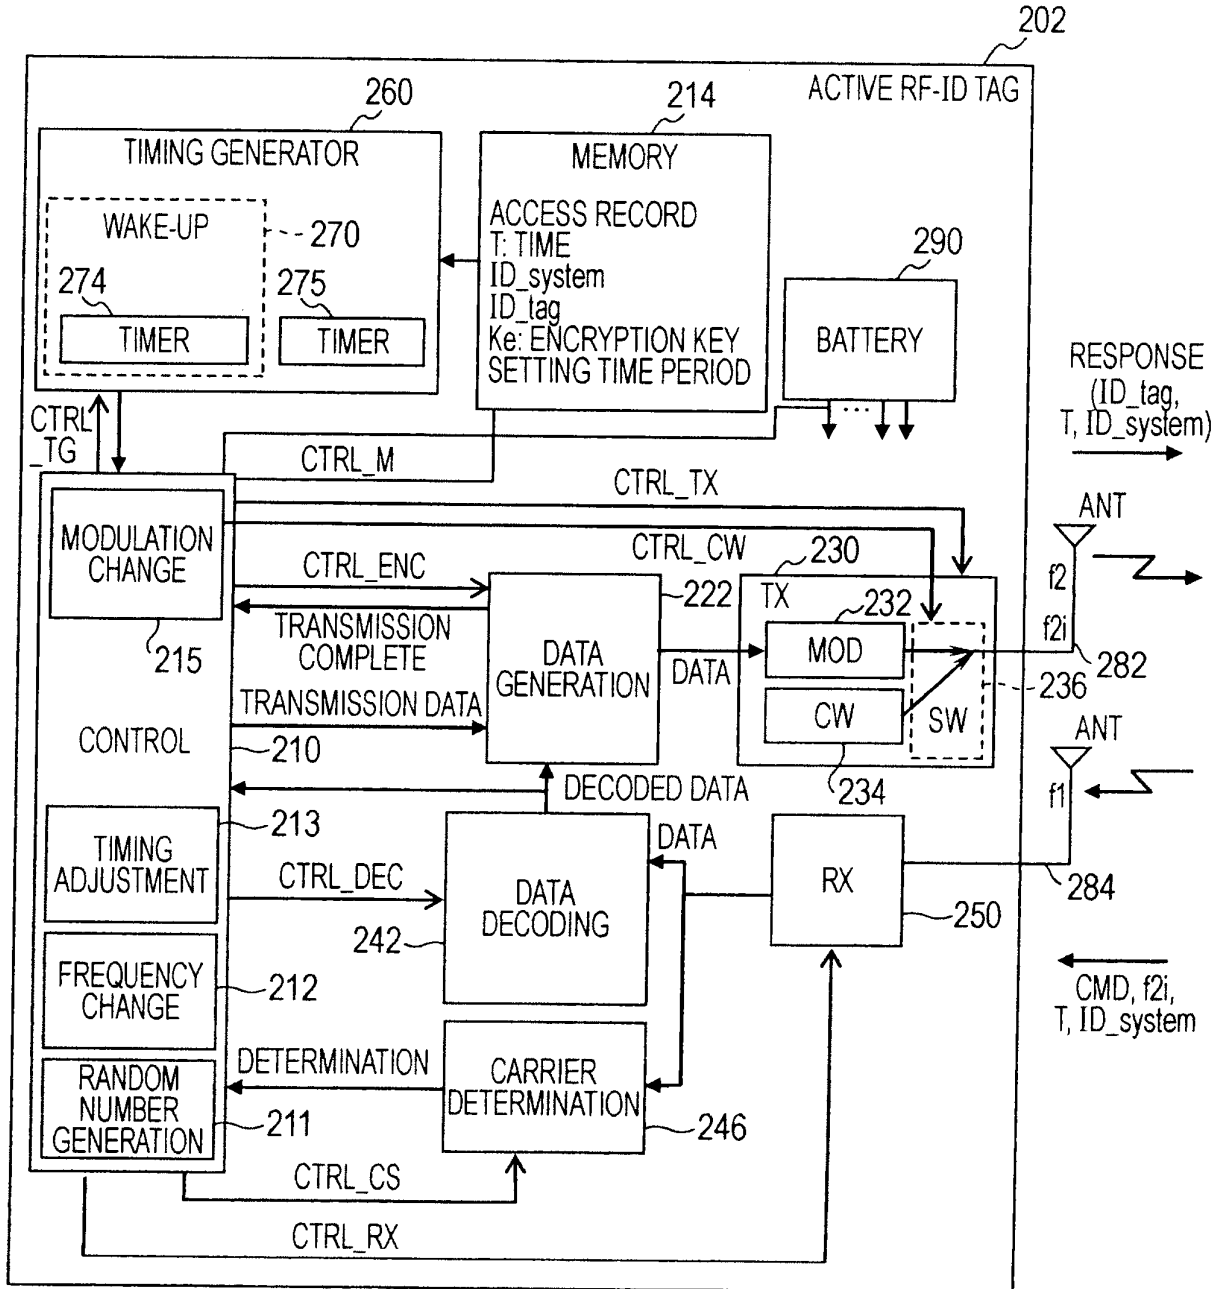 202
ACTIVE RF-ID TAG
260
214
TIMING GENERATOR
MEMORY
WAKE-UP
270
274
275
TIMER
TIMER
ACCESS RECORD
T: TIME
ID_system
ID_tag
Ke: ENCRYPTION KEY
SETTING TIME PERIOD
290
BATTERY
...
RESPONSE
(ID_tag,
T, ID_system)
CTRL
_TG
CTRL_M
CTRL_TX
CTRL_CW
MODULATION
CHANGE
215
CTRL_ENC
TRANSMISSION
COMPLETE
TRANSMISSION DATA
222
DATA
GENERATION
DATA
230
TX
232
MOD
CW
234
SW
236
ANT
f2
f2i
282
CONTROL
210
DECODED DATA
ANT
f1
284
213
TIMING
ADJUSTMENT
CTRL_DEC
DATA
DATA
DECODING
242
RX
250
FREQUENCY
CHANGE
212
CMD, f2i,
T, ID_system
RANDOM
NUMBER
GENERATION
211
DETERMINATION
CARRIER
DETERMINATION
246
CTRL_CS
CTRL_RX